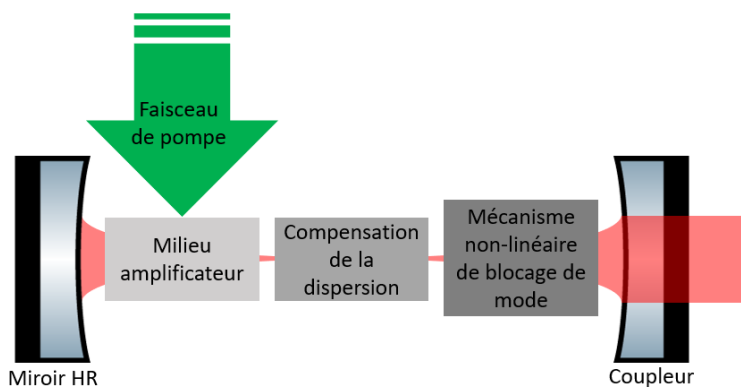 Faisceau
de pompe
Milieu
amplificateur
Compensation
de la
dispersion
Mécanisme
non-linéaire
de blocage de
mode
Miroir HR
Coupleur